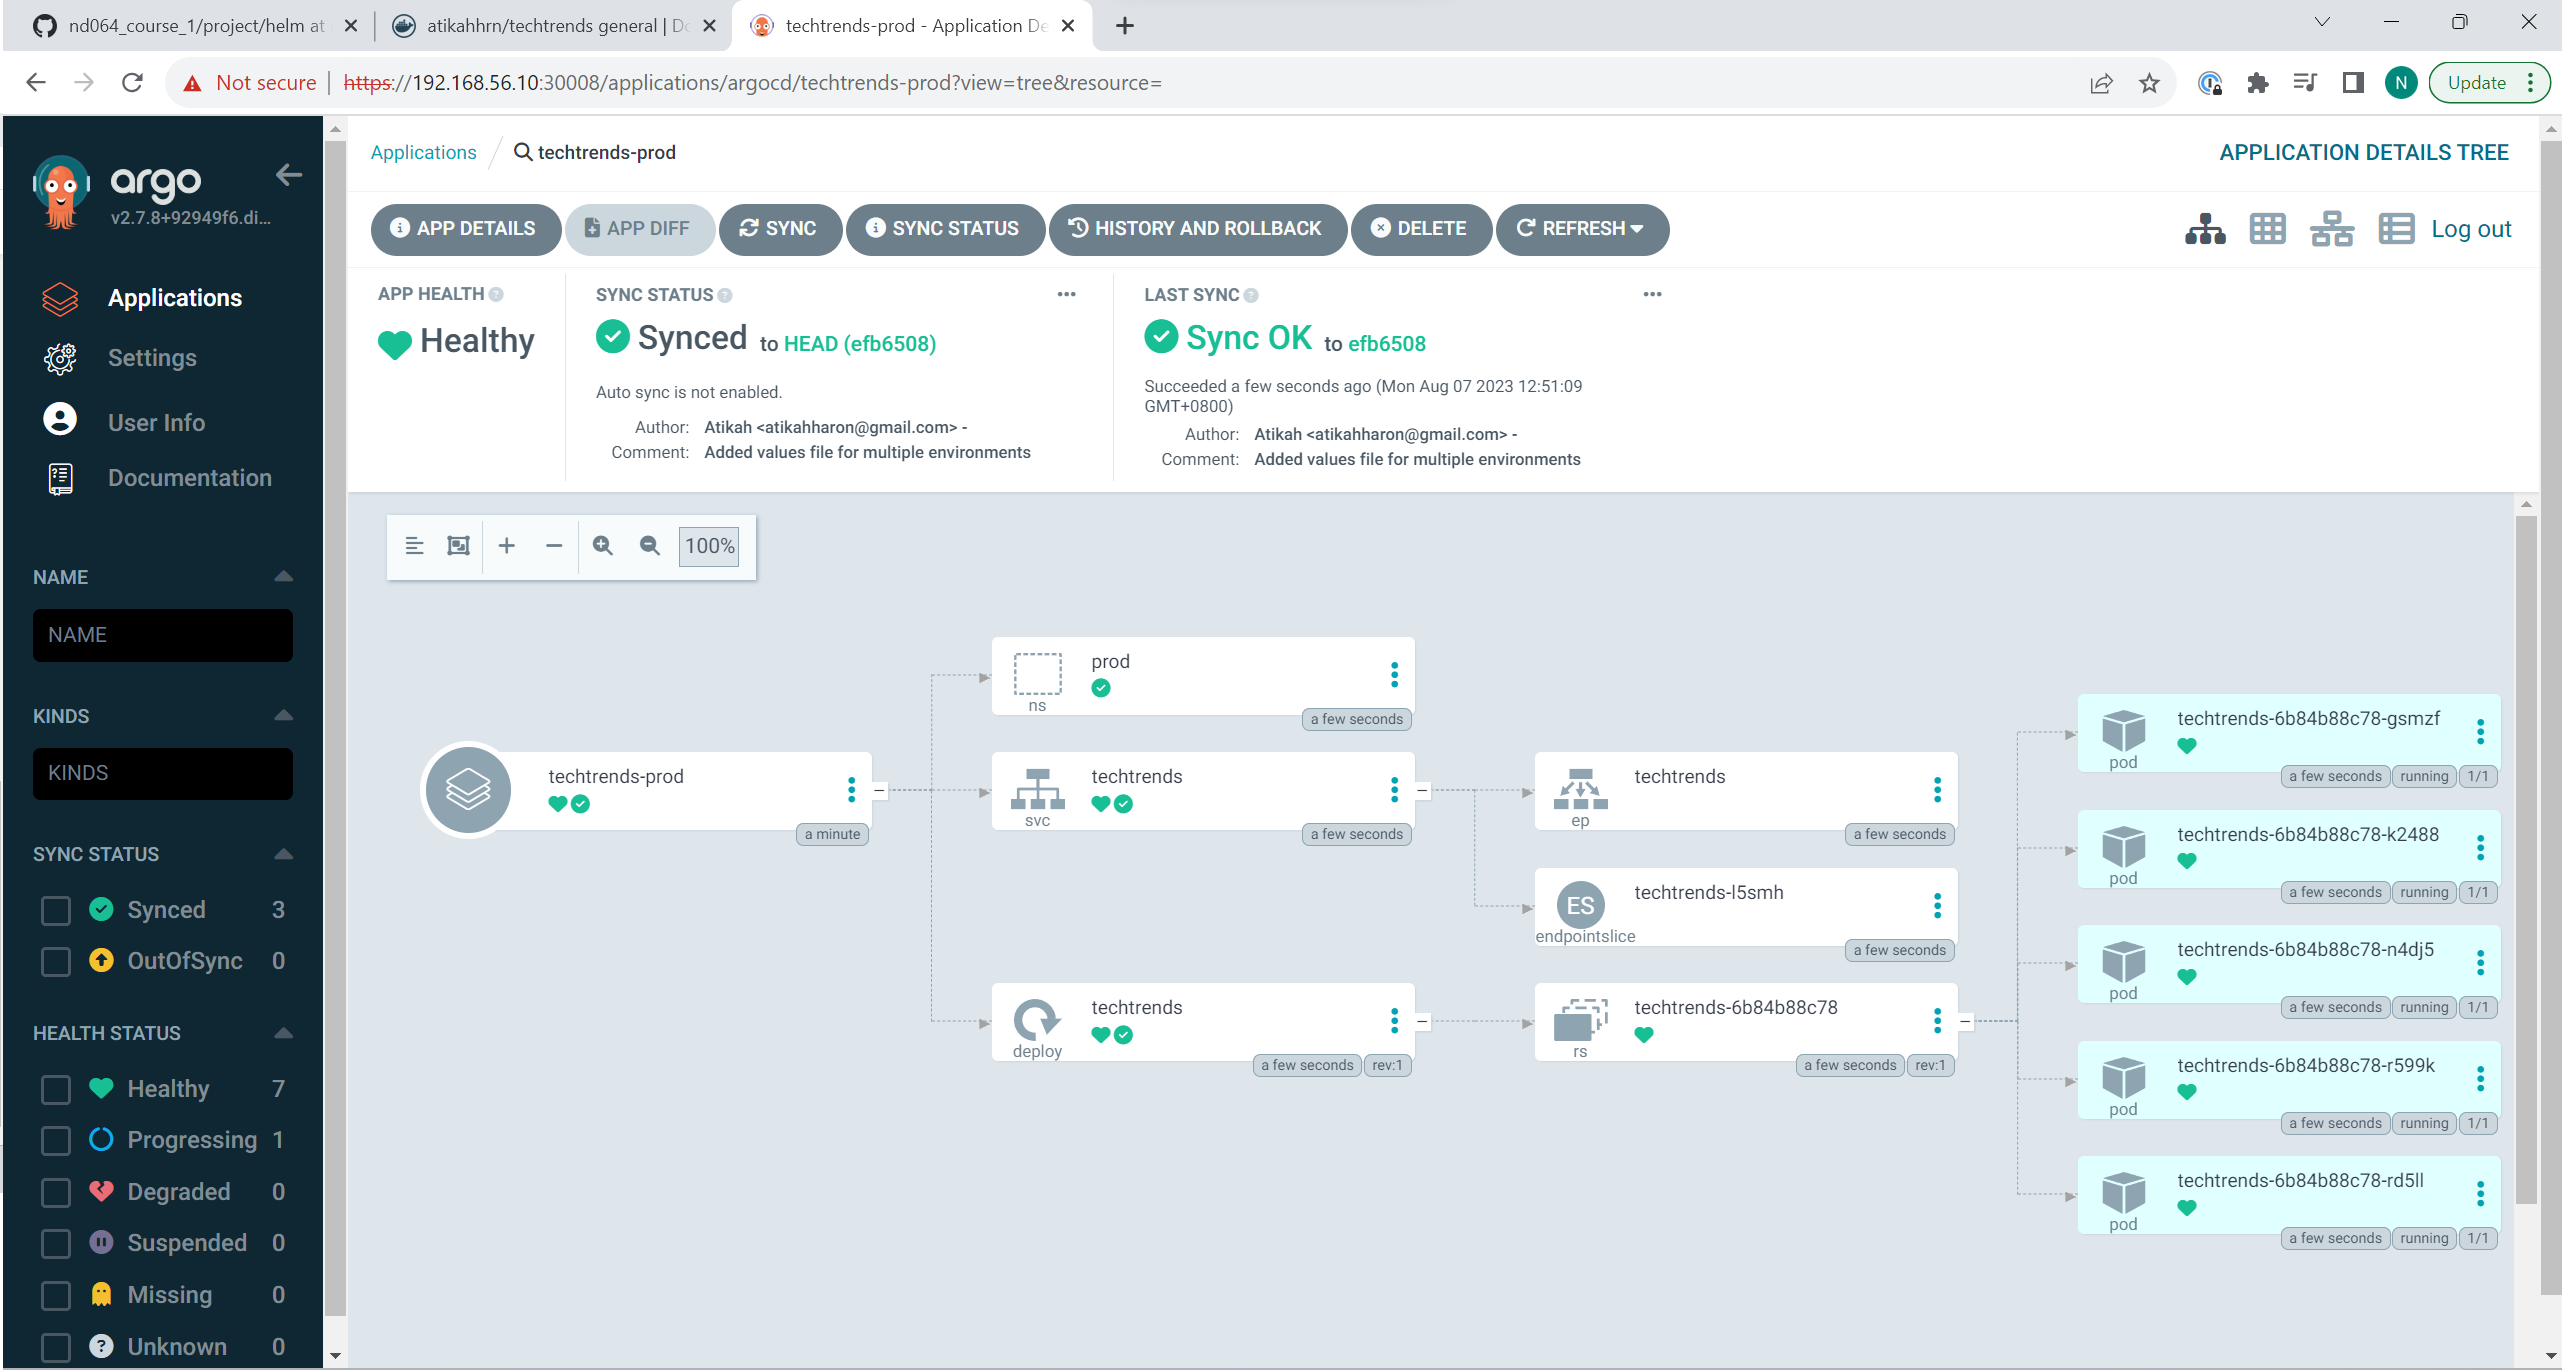 nd064_course_1/project/helm at
atikahhrn/techtrends general | Do
techtrends-prod - Application De
Not secure
https://192.168.56.10:30008/applications/argocd/techtrends-prod?view=tree&resource=
N
Update
argo
v2.7.8+92949f6.di...
Applications
Settings
User Info
Documentation
NAME
NAME
KINDS
KINDS
SYNC STATUS
Synced 3
OutOfSync 0
HEALTH STATUS
Healthy 7
Progressing 1
Degraded 0
Suspended 0
Missing 0
Unknown 0
Applications / techtrends-prod
APPLICATION DETAILS TREE
APP DETAILS
APP DIFF
SYNC
SYNC STATUS
HISTORY AND ROLLBACK
DELETE
REFRESH
Log out
APP HEALTH
Healthy
SYNC STATUS
Synced to HEAD (efb6508)
Auto sync is not enabled.
Author: Atikah <atikahharon@gmail.com> -
Comment: Added values file for multiple environments
LAST SYNC
Sync OK to efb6508
Succeeded a few seconds ago (Mon Aug 07 2023 12:51:09
GMT+0800)
Author: Atikah <atikahharon@gmail.com> -
Comment: Added values file for multiple environments
100%
techtrends-prod
a minute
prod
ns
a few seconds
techtrends
svc
a few seconds
techtrends
deploy
a few seconds rev:1
techtrends
ep
a few seconds
ES
techtrends-l5smh
endpointslice
a few seconds
techtrends-6b84b88c78
rs
a few seconds rev:1
techtrends-6b84b88c78-gsmzf
pod
a few seconds running 1/1
techtrends-6b84b88c78-k2488
pod
a few seconds running 1/1
techtrends-6b84b88c78-n4dj5
pod
a few seconds running 1/1
techtrends-6b84b88c78-r599k
pod
a few seconds running 1/1
techtrends-6b84b88c78-rd5ll
pod
a few seconds running 1/1